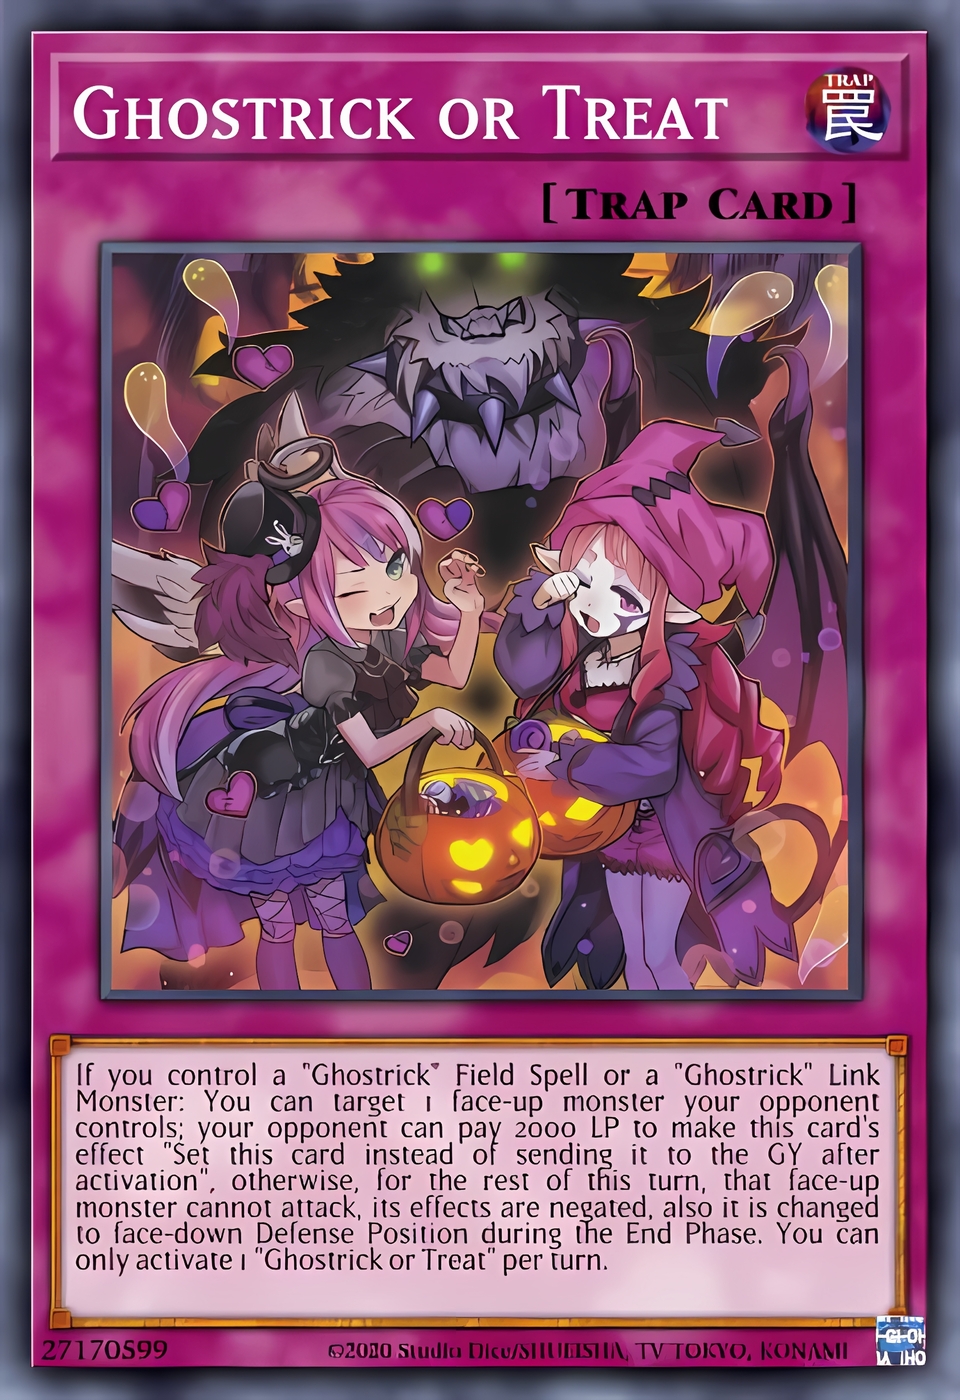 Ghostrick or Treat
TRAP
罠
[Trap Card]
If you control a "Ghostrick" Field Spell or a "Ghostrick" Link
Monster: You can target 1 face-up monster your opponent
controls; your opponent can pay 2000 LP to make this card's
effect "Set this card instead of sending it to the GY after
activation", otherwise, for the rest of this turn, that face-up
monster cannot attack, its effects are negated, also it is changed
to face-down Defense Position during the End Phase. You can
only activate 1 "Ghostrick or Treat" per turn.
27170599
©2020 Studio Dice/SHUEISHA, TV TOKYO, KONAMI